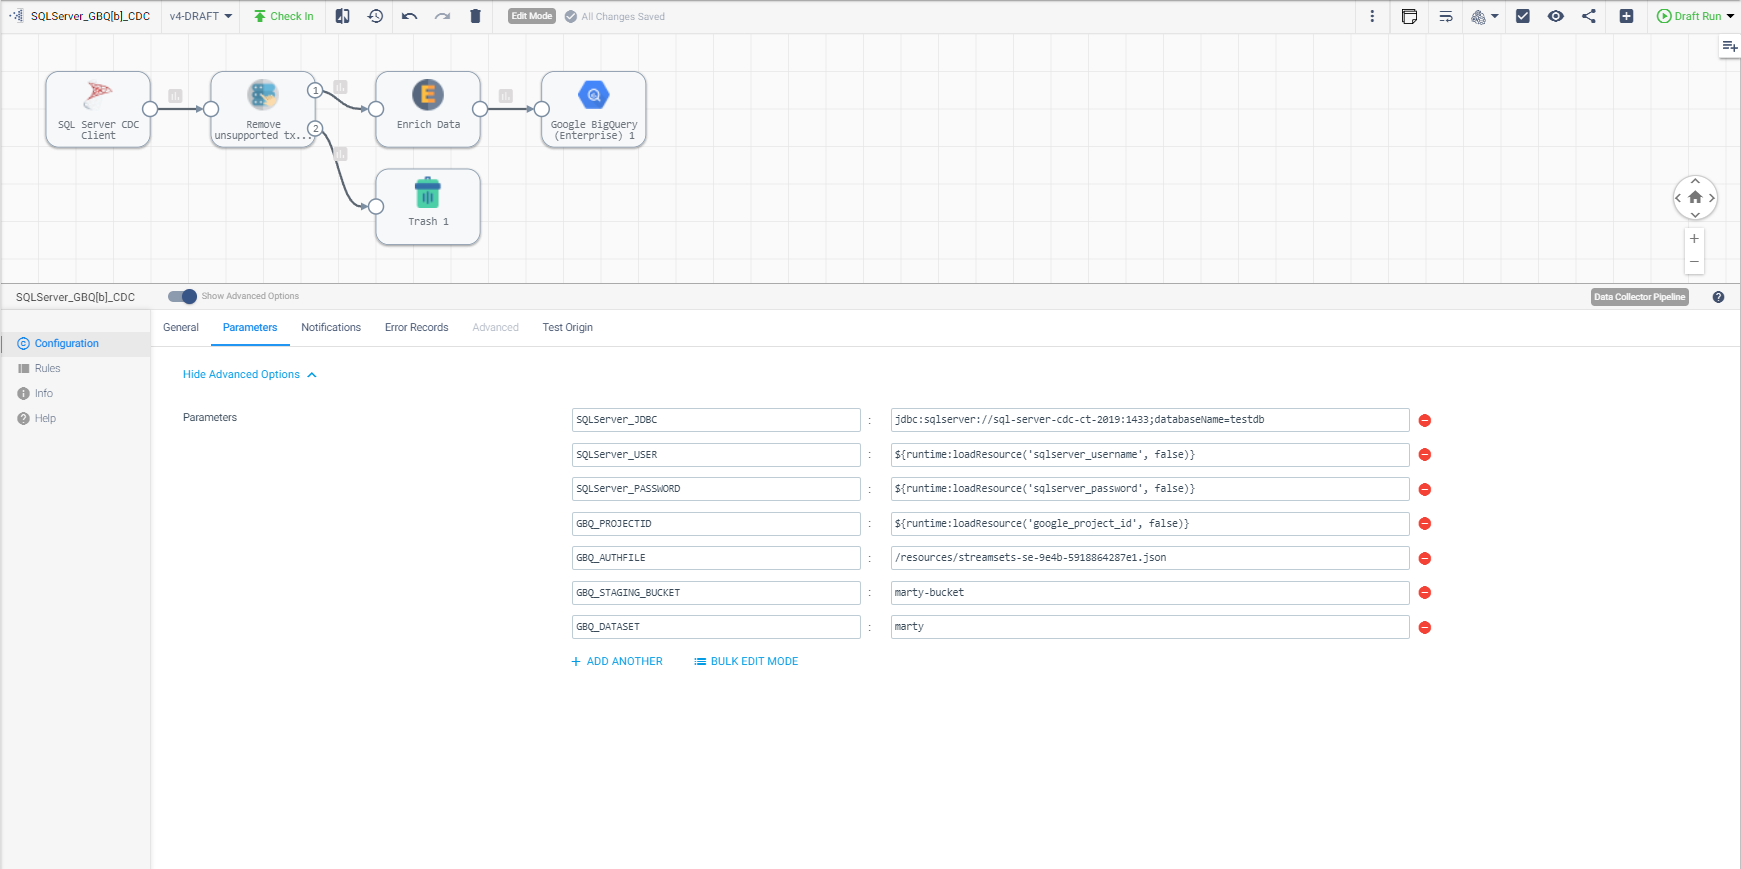 SQLServer_GBQ[b]_CDC
v4-DRAFT
Check In
Edit Mode
All Changes Saved
Draft Run
SQL Server CDC
Client
Remove
unsupported tx...
1
2
Enrich Data
Google BigQuery
(Enterprise) 1
Trash 1
SQLServer_GBQ[b]_CDC
Show Advanced Options
Data Collector Pipeline
Configuration
Rules
Info
Help
General
Parameters
Notifications
Error Records
Advanced
Test Origin
Hide Advanced Options
Parameters
SQLServer_JDBC : jdbc:sqlserver://sql-server-cdc-ct-2019:1433;databaseName=testdb
SQLServer_USER : ${runtime:loadResource('sqlserver_username', false)}
SQLServer_PASSWORD : ${runtime:loadResource('sqlserver_password', false)}
GBQ_PROJECTID : ${runtime:loadResource('google_project_id', false)}
GBQ_AUTHFILE : /resources/streamsets-se-9e4b-5918864287e1.json
GBQ_STAGING_BUCKET : marty-bucket
GBQ_DATASET : marty
+ ADD ANOTHER
BULK EDIT MODE